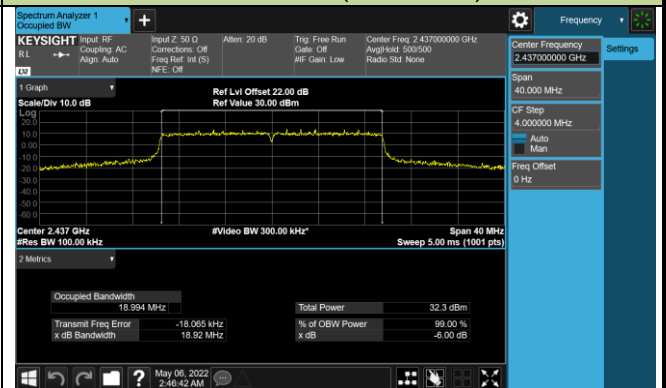 Spectrum Analyzer 1
Occupied BW
Frequency
KEYSIGHT
RL
Input: RF
Coupling: AC
Align: Auto
Input Z: 50 Ω
Corrections: Off
Freq Ref: Int (S)
NFE: Off
Atten: 20 dB
Trig: Free Run
Gate: Off
#IF Gain: Low
Center Freq: 2.437000000 GHz
Avg|Hold: 500/500
Radio Std: None
LXI
Center Frequency
2.437000000 GHz
Settings
Span
40.000 MHz
CF Step
4.000000 MHz
Auto
Man
Freq Offset
0 Hz
1 Graph
Scale/Div 10.0 dB
Ref Lvl Offset 22.00 dB
Ref Value 30.00 dBm
Log
20.0
10.0
0.00
-10.0
-20.0
-30.0
-40.0
-50.0
-60.0
Center 2.437 GHz
#Video BW 300.00 kHz*
Span 40 MHz
#Res BW 100.00 kHz
Sweep 5.00 ms (1001 pts)
2 Metrics
Occupied Bandwidth
18.994 MHz
Total Power
32.3 dBm
Transmit Freq Error
-18.065 kHz
% of OBW Power
99.00 %
x dB Bandwidth
18.92 MHz
x dB
-6.00 dB
?
May 06, 2022
2:46:42 AM